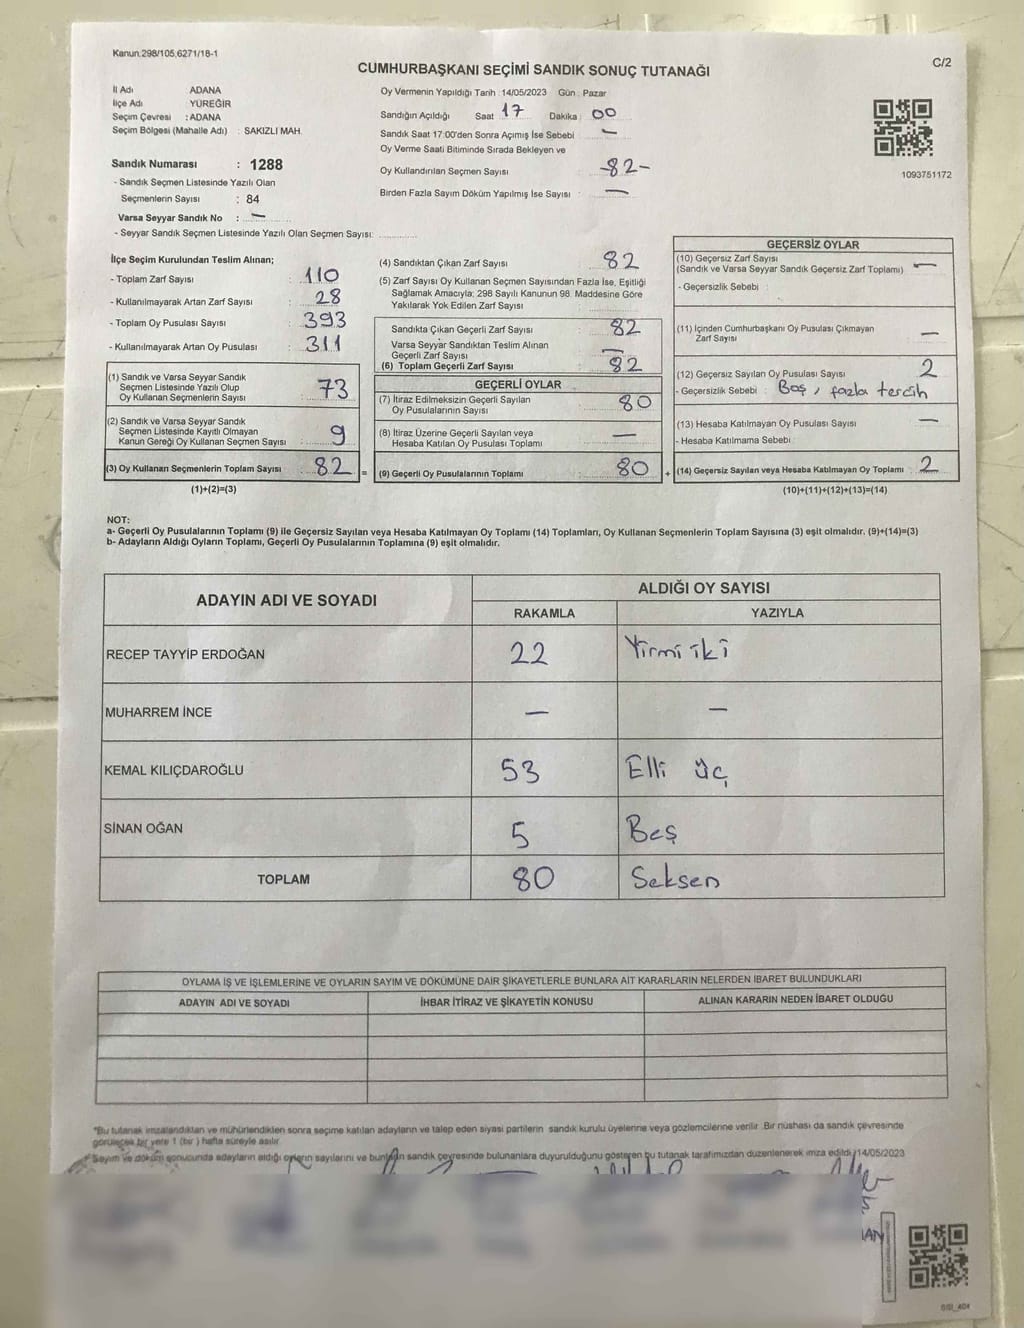 Kanun.298/105,6271/18-1
C/2
CUMHURBAŞKANI SEÇİMİ SANDIK SONUÇ TUTANAĞI
İl Adı ADANA
İlçe Adı YÜREĞİR
Seçim Çevresi : ADANA
Seçim Bölgesi (Mahalle Adı) : SAKIZLI MAH.
Sandık Numarası : 1288
- Sandık Seçmen Listesinde Yazılı Olan
Seçmenlerin Sayısı : 84
Varsa Seyyar Sandık No : —
- Seyyar Sandık Seçmen Listesinde Yazılı Olan Seçmen Sayısı:
Oy Vermenin Yapıldığı Tarih : 14/05/2023 Gün : Pazar
Sandığın Açıldığı Saat 17 Dakika : 00
Sandık Saat 17:00'den Sonra Açımış İse Sebebi : —
Oy Verme Saati Bitiminde Sırada Bekleyen ve
Oy Kullandırılan Seçmen Sayısı : -82-
Birden Fazla Sayım Döküm Yapılmış İse Sayısı : —
1093751172
İlçe Seçim Kurulundan Teslim Alınan;
- Toplam Zarf Sayısı : 110
- Kullanılmayarak Artan Zarf Sayısı : 28
- Toplam Oy Pusulası Sayısı : 393
- Kullanılmayarak Artan Oy Pusulası : 311
(1) Sandık ve Varsa Seyyar Sandık
Seçmen Listesinde Yazılı Olup
Oy Kullanan Seçmenlerin Sayısı : 73
(2) Sandık ve Varsa Seyyar Sandık
Seçmen Listesinde Kayıtlı Olmayan
Kanun Gereği Oy Kullanan Seçmen Sayısı : 9
(3) Oy Kullanan Seçmenlerin Toplam Sayısı : 82
(1)+(2)=(3)
(4) Sandıktan Çıkan Zarf Sayısı : 82
(5) Zarf Sayısı Oy Kullanan Seçmen Sayısından Fazla İse, Eşitliği
Sağlamak Amacıyla; 298 Sayılı Kanunun 98. Maddesine Göre
Yakılarak Yok Edilen Zarf Sayısı :
Sandıkta Çıkan Geçerli Zarf Sayısı : 82
Varsa Seyyar Sandıktan Teslim Alınan
Geçerli Zarf Sayısı : —
(6) Toplam Geçerli Zarf Sayısı : 82
GEÇERLİ OYLAR
(7) İtiraz Edilmeksizin Geçerli Sayılan
Oy Pusulalarının Sayısı : 80
(8) İtiraz Üzerine Geçerli Sayılan veya
Hesaba Katılan Oy Pusulası Toplamı : —
= (9) Geçerli Oy Pusulalarının Toplamı : 80
GEÇERSİZ OYLAR
(10) Geçersiz Zarf Sayısı : —
(Sandık ve Varsa Seyyar Sandık Geçersiz Zarf Toplamı)
- Geçersizlik Sebebi :
(11) İçinden Cumhurbaşkanı Oy Pusulası Çıkmayan
Zarf Sayısı : —
(12) Geçersiz Sayılan Oy Pusulası Sayısı : 2
- Geçersizlik Sebebi : Boş, fazla tercih
(13) Hesaba Katılmayan Oy Pusulası Sayısı : —
- Hesaba Katılmama Sebebi :
+ (14) Geçersiz Sayılan veya Hesaba Katılmayan Oy Toplamı : 2
(10)+(11)+(12)+(13)=(14)
NOT:
a- Geçerli Oy Pusulalarının Toplamı (9) ile Geçersiz Sayılan veya Hesaba Katılmayan Oy Toplamı (14) Toplamları, Oy Kullanan Seçmenlerin Toplam Sayısına (3) eşit olmalıdır. (9)+(14)=(3)
b- Adayların Aldığı Oyların Toplamı, Geçerli Oy Pusulalarının Toplamına (9) eşit olmalıdır.
ADAYIN ADI VE SOYADI ALDIĞI OY SAYISI
RAKAMLA YAZIYLA
RECEP TAYYİP ERDOĞAN 22 Yirmi iki
MUHARREM İNCE — —
KEMAL KILIÇDAROĞLU 53 Elli üç
SİNAN OĞAN 5 Beş
TOPLAM 80 Seksen
OYLAMA İŞ VE İŞLEMLERİNE VE OYLARIN SAYIM VE DÖKÜMÜNE DAİR ŞİKAYETLERLE BUNLARA AİT KARARLARIN NELERDEN İBARET BULUNDUKLARI
ADAYIN ADI VE SOYADI İHBAR İTİRAZ VE ŞİKAYETİN KONUSU ALINAN KARARIN NEDEN İBARET OLDUĞU
*Bu tutanak imzalandıktan ve mühürlendikten sonra seçime katılan adayların ve talep eden siyasi partilerin sandık kurulu üyelerine veya gözlemcilerine verilir. Bir nüshası da sandık çevresinde
görülecek bir yere 1 (bir) hafta süreyle asılır.
* Sayım ve döküm sonucunda adayların aldığı oyların sayılarını ve bunların sandık çevresinde bulunanlara duyurulduğunu gösteren bu tutanak tarafımızdan düzenlenerek imza edildi. 14/05/2023